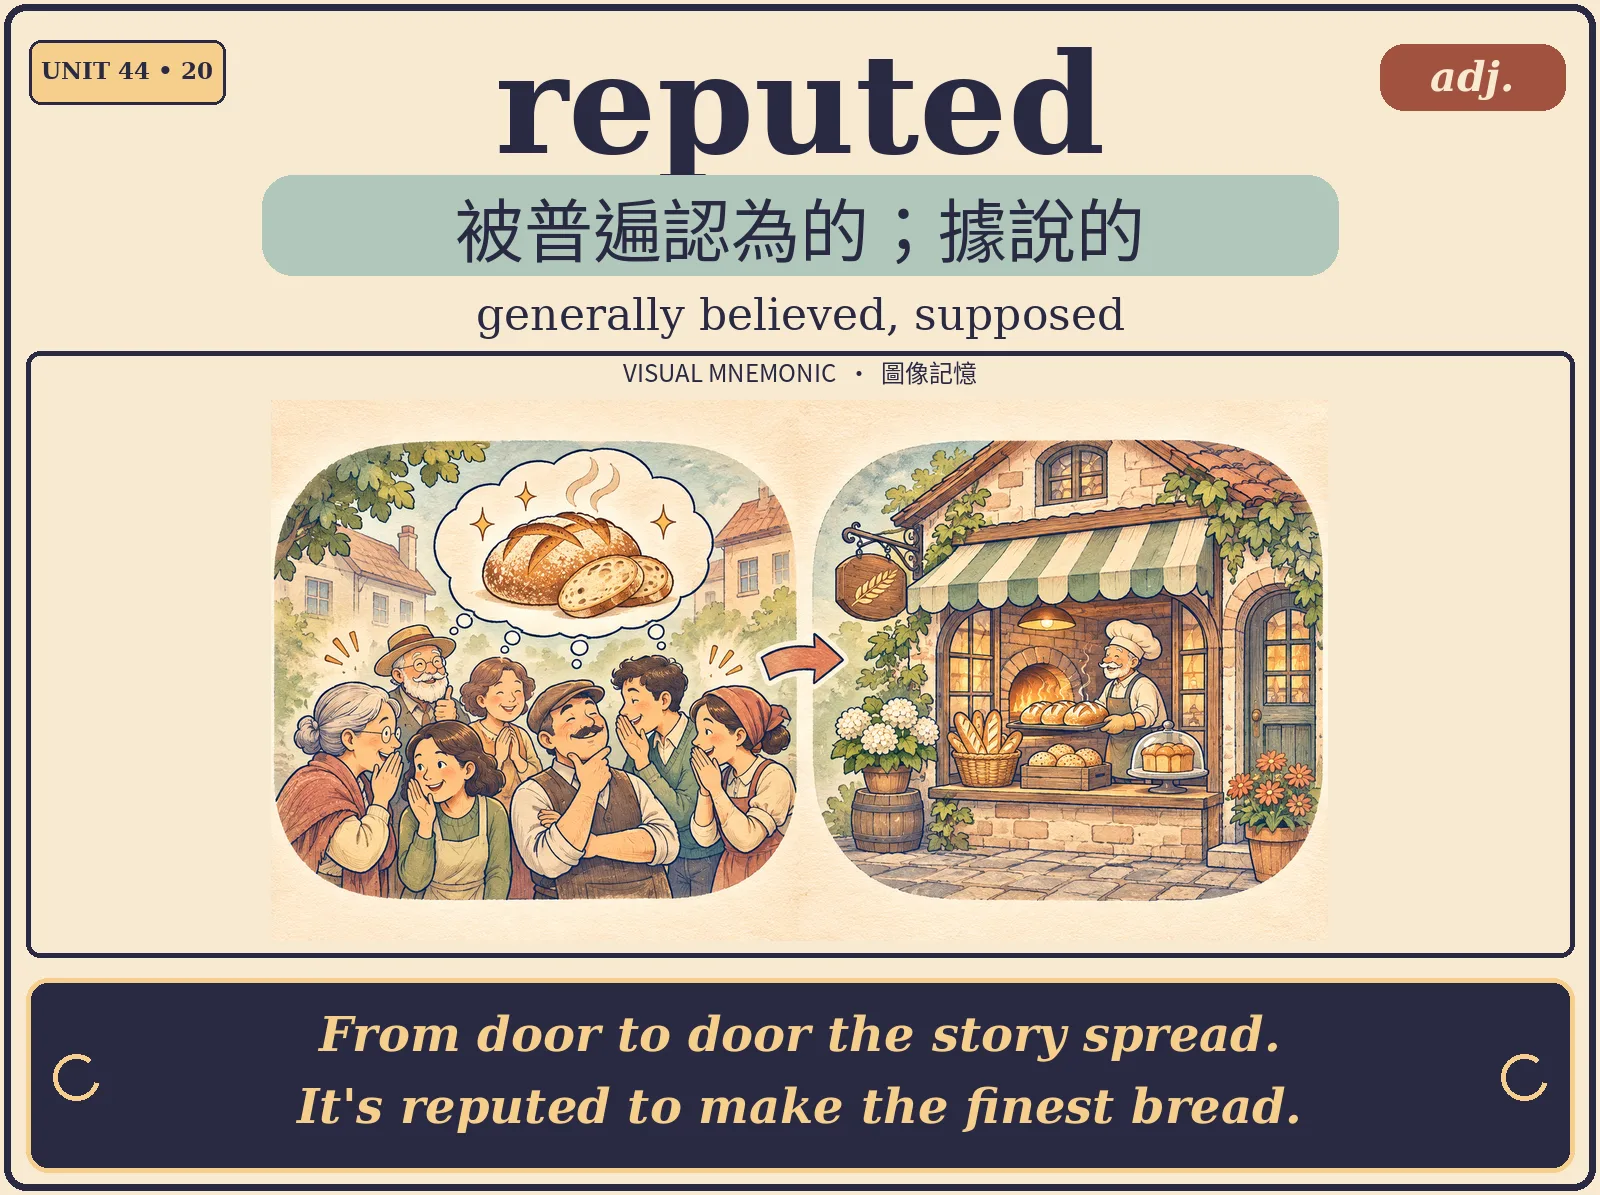 UNIT 44 • 20
reputed
adj.
被普遍認為的；據說的
generally believed, supposed
VISUAL MNEMONIC • 圖像記憶
From door to door the story spread.
It's reputed to make the finest bread.